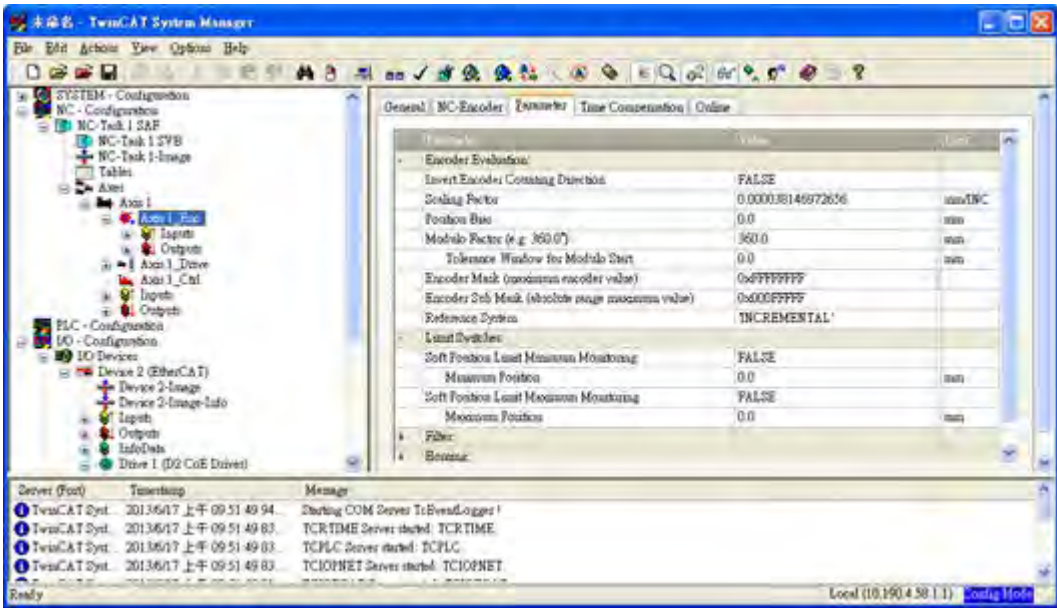 未命名 - TwinCAT System Manager
File Edit Actions View Options Help
SYSTEM - Configuration
NC - Configuration
NC-Task 1 SAF
NC-Task 1 SVB
NC-Task 1-Image
Tables
Axes
Axis 1
Axis 1_Enc
Inputs
Outputs
Axis 1_Drive
Axis 1_Ctrl
Inputs
Outputs
PLC - Configuration
I/O - Configuration
I/O Devices
Device 2 (EtherCAT)
Device 2-Image
Device 2-Image-Info
Inputs
Outputs
InfoData
Drive 1 (D2 CoE Drives)
General NC-Encoder Parameter Time Compensation Online
Parameter Value Unit
- Encoder Evaluation:
Invert Encoder Counting Direction FALSE
Scaling Factor 0.000038146972656 mm/INC
Position Bias 0.0 mm
Modulo Factor (e.g. 360.0°) 360.0 mm
Tolerance Window for Modulo Start 0.0 mm
Encoder Mask (maximum encoder value) 0xFFFFFFFF
Encoder Sub Mask (absolute range maximum value) 0x000FFFFF
Reference System 'INCREMENTAL'
- Limit Switches:
Soft Position Limit Minimum Monitoring FALSE
Minimum Position 0.0 mm
Soft Position Limit Maximum Monitoring FALSE
Maximum Position 0.0 mm
+ Filter:
+ Homing:
Server (Port) Timestamp Message
TwinCAT Syst... 2013/6/17 上午 09:51 49 94... Starting COM Server TcEventLogger !
TwinCAT Syst... 2013/6/17 上午 09:51 49 83... TCRTIME Server started: TCRTIME.
TwinCAT Syst... 2013/6/17 上午 09:51 49 83... TCPLC Server started: TCPLC.
TwinCAT Syst... 2013/6/17 上午 09:51 49 83... TCIOPNET Server started: TCIOPNET.
Ready Local (10.190.4.38.1.1) Config Mode